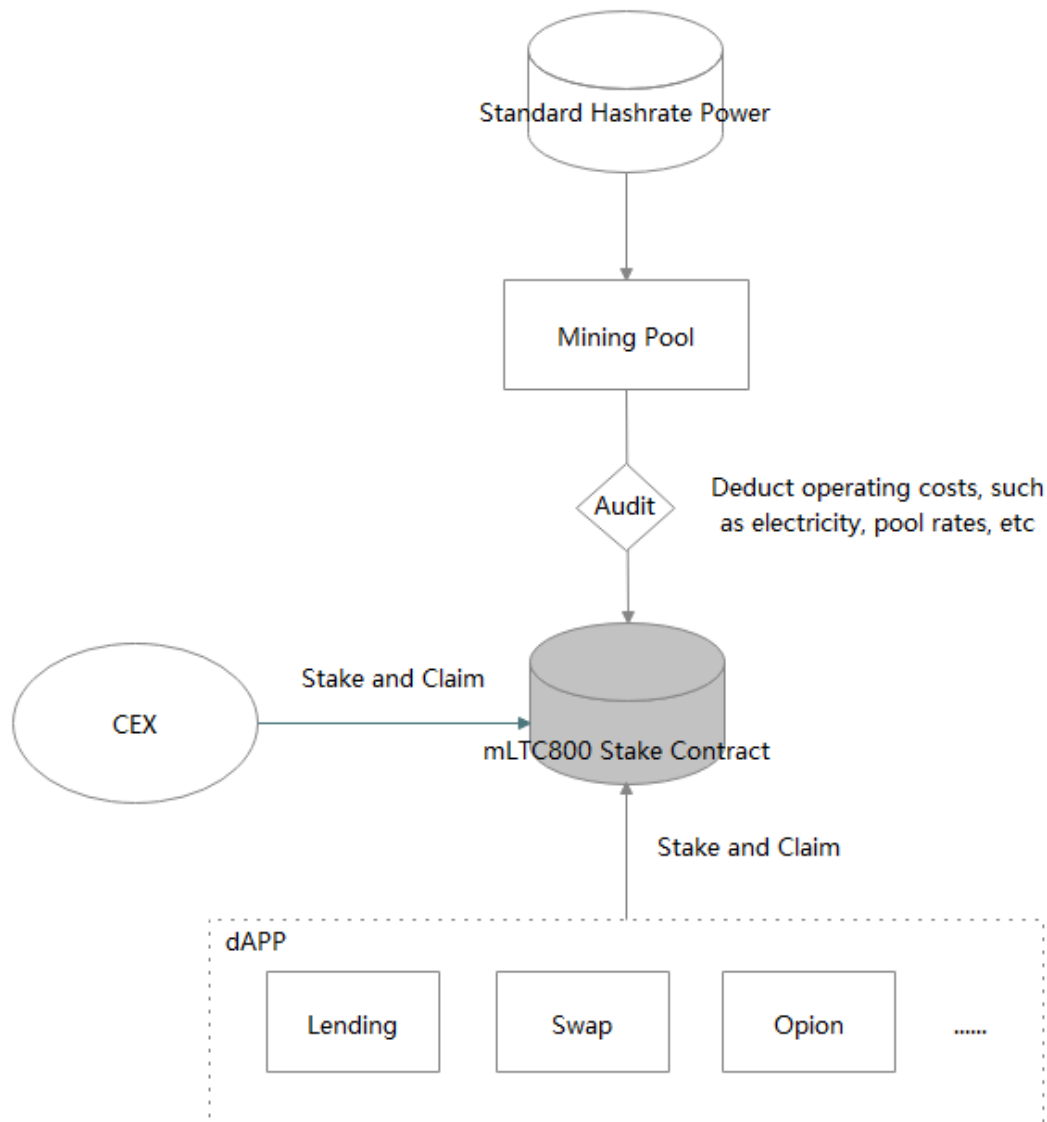 Standard Hashrate Power
Mining Pool
Audit
Deduct operating costs, such
as electricity, pool rates, etc
Stake and Claim
CEX
mLTC800 Stake Contract
Stake and Claim
dAPP
Lending
Swap
Opion
......